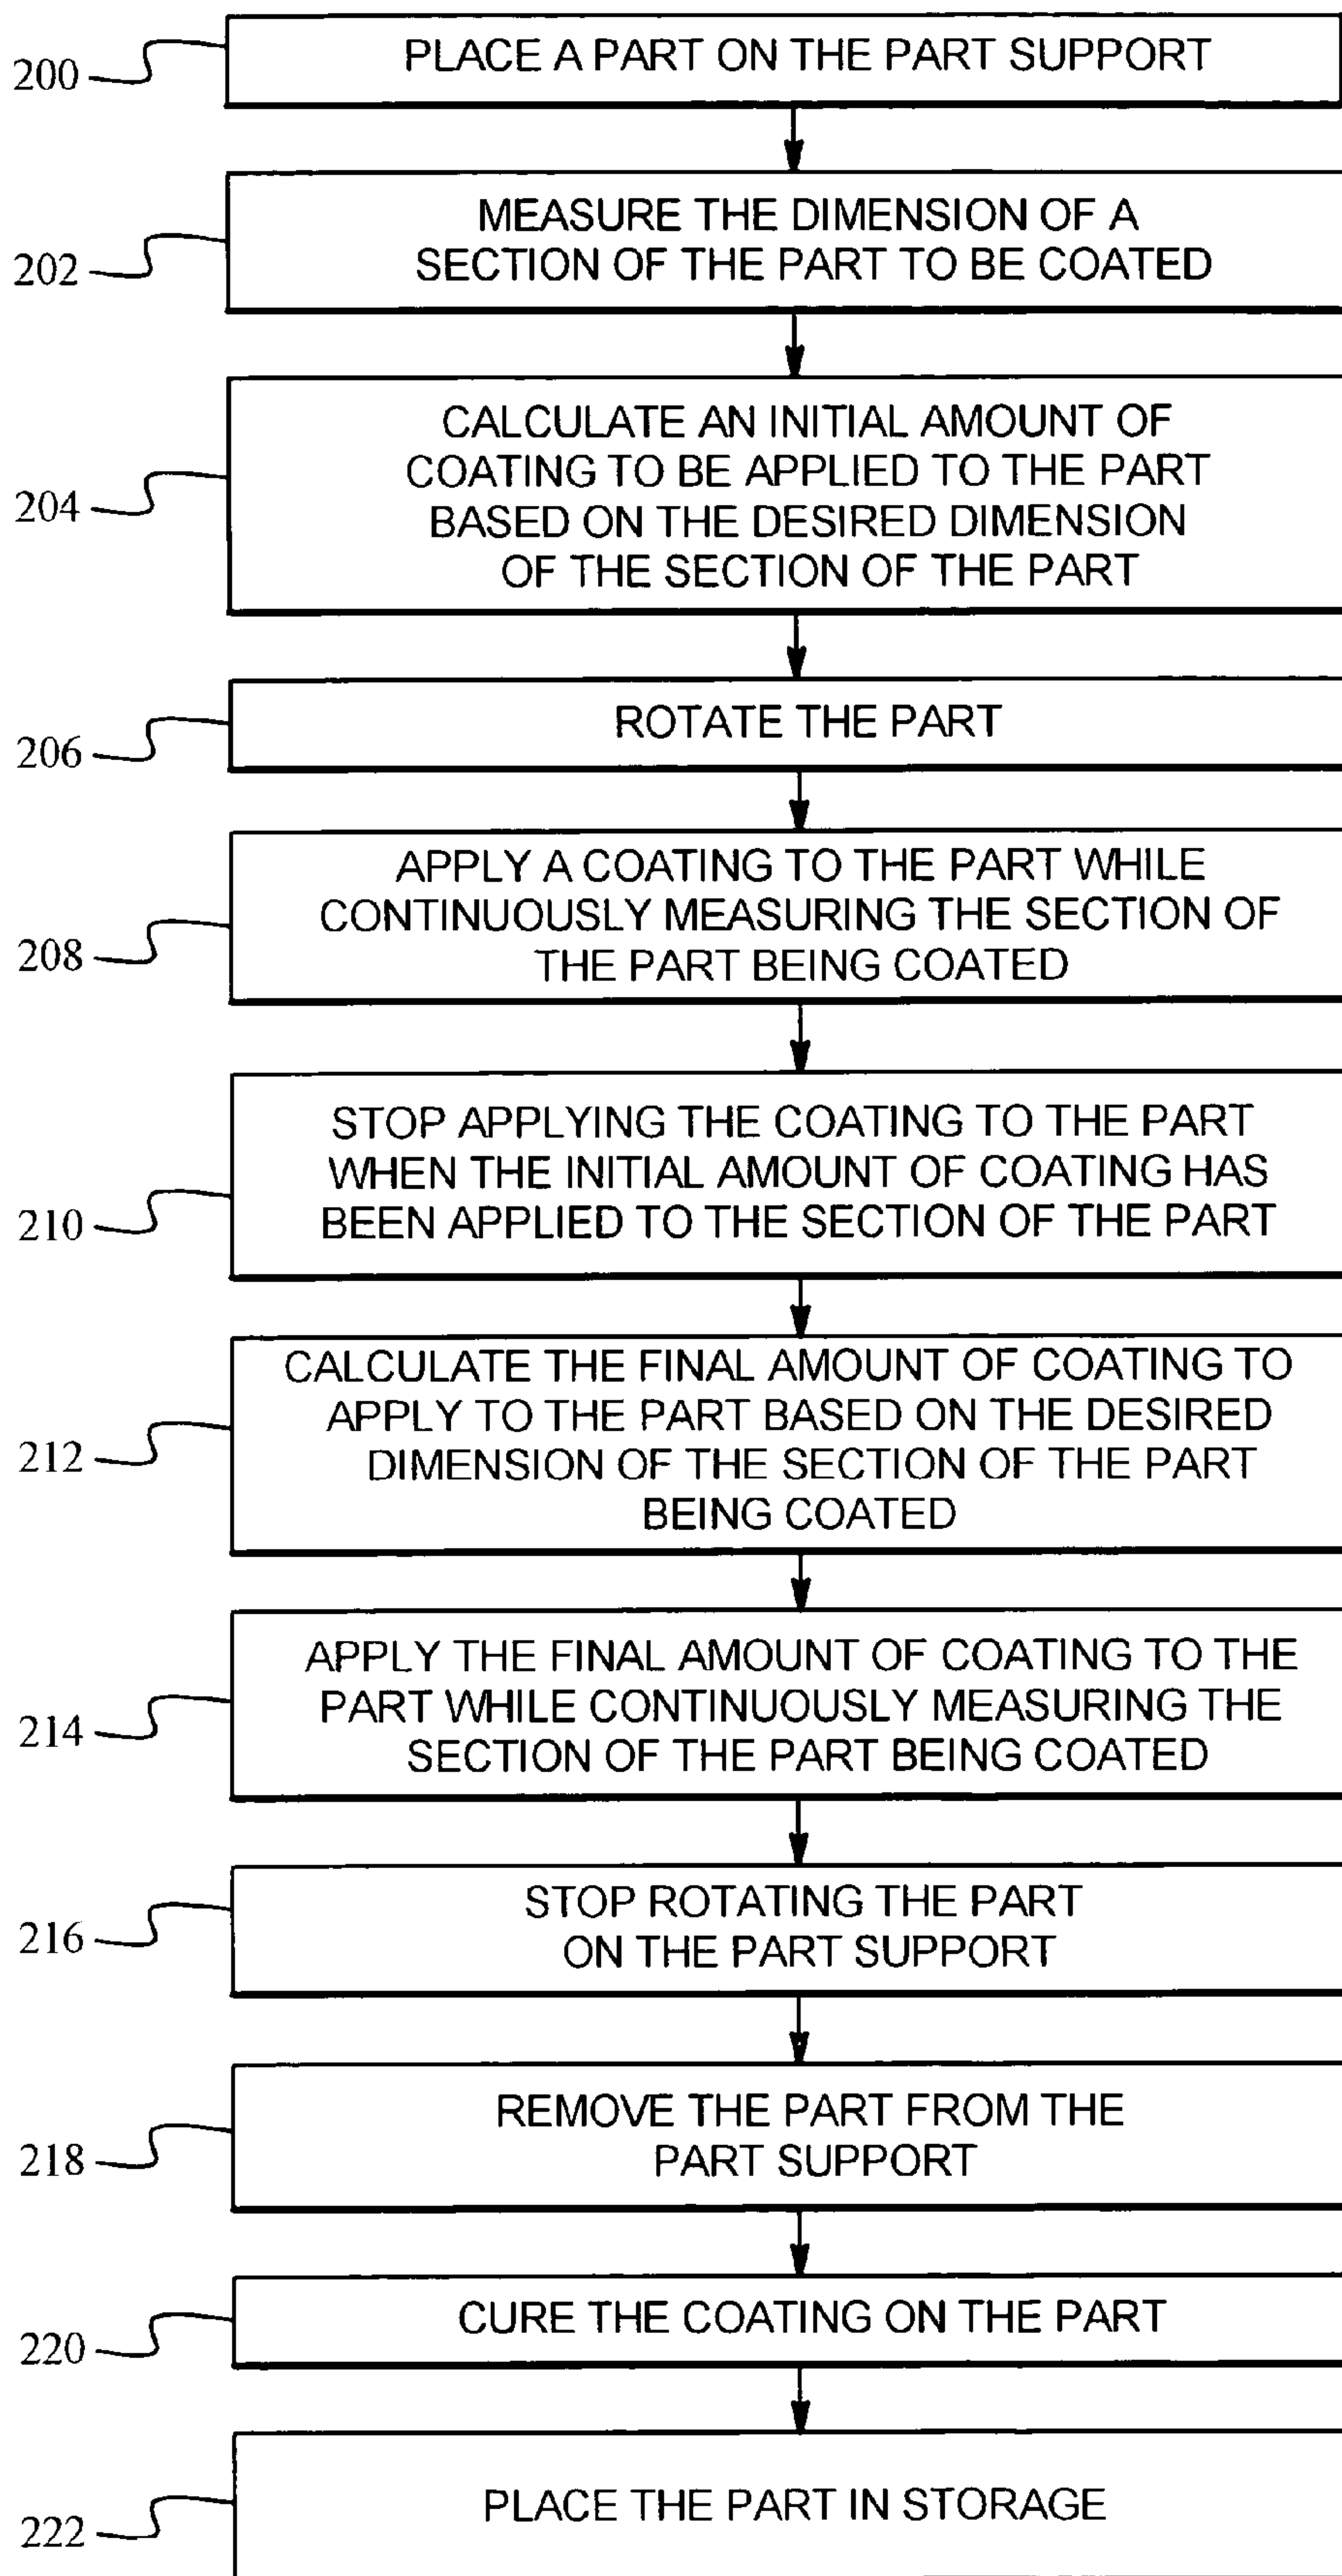 200
PLACE A PART ON THE PART SUPPORT
202
MEASURE THE DIMENSION OF A
SECTION OF THE PART TO BE COATED
204
CALCULATE AN INITIAL AMOUNT OF
COATING TO BE APPLIED TO THE PART
BASED ON THE DESIRED DIMENSION
OF THE SECTION OF THE PART
206
ROTATE THE PART
208
APPLY A COATING TO THE PART WHILE
CONTINUOUSLY MEASURING THE SECTION OF
THE PART BEING COATED
210
STOP APPLYING THE COATING TO THE PART
WHEN THE INITIAL AMOUNT OF COATING HAS
BEEN APPLIED TO THE SECTION OF THE PART
212
CALCULATE THE FINAL AMOUNT OF COATING TO
APPLY TO THE PART BASED ON THE DESIRED
DIMENSION OF THE SECTION OF THE PART
BEING COATED
214
APPLY THE FINAL AMOUNT OF COATING TO THE
PART WHILE CONTINUOUSLY MEASURING THE
SECTION OF THE PART BEING COATED
216
STOP ROTATING THE PART
ON THE PART SUPPORT
218
REMOVE THE PART FROM THE
PART SUPPORT
220
CURE THE COATING ON THE PART
222
PLACE THE PART IN STORAGE